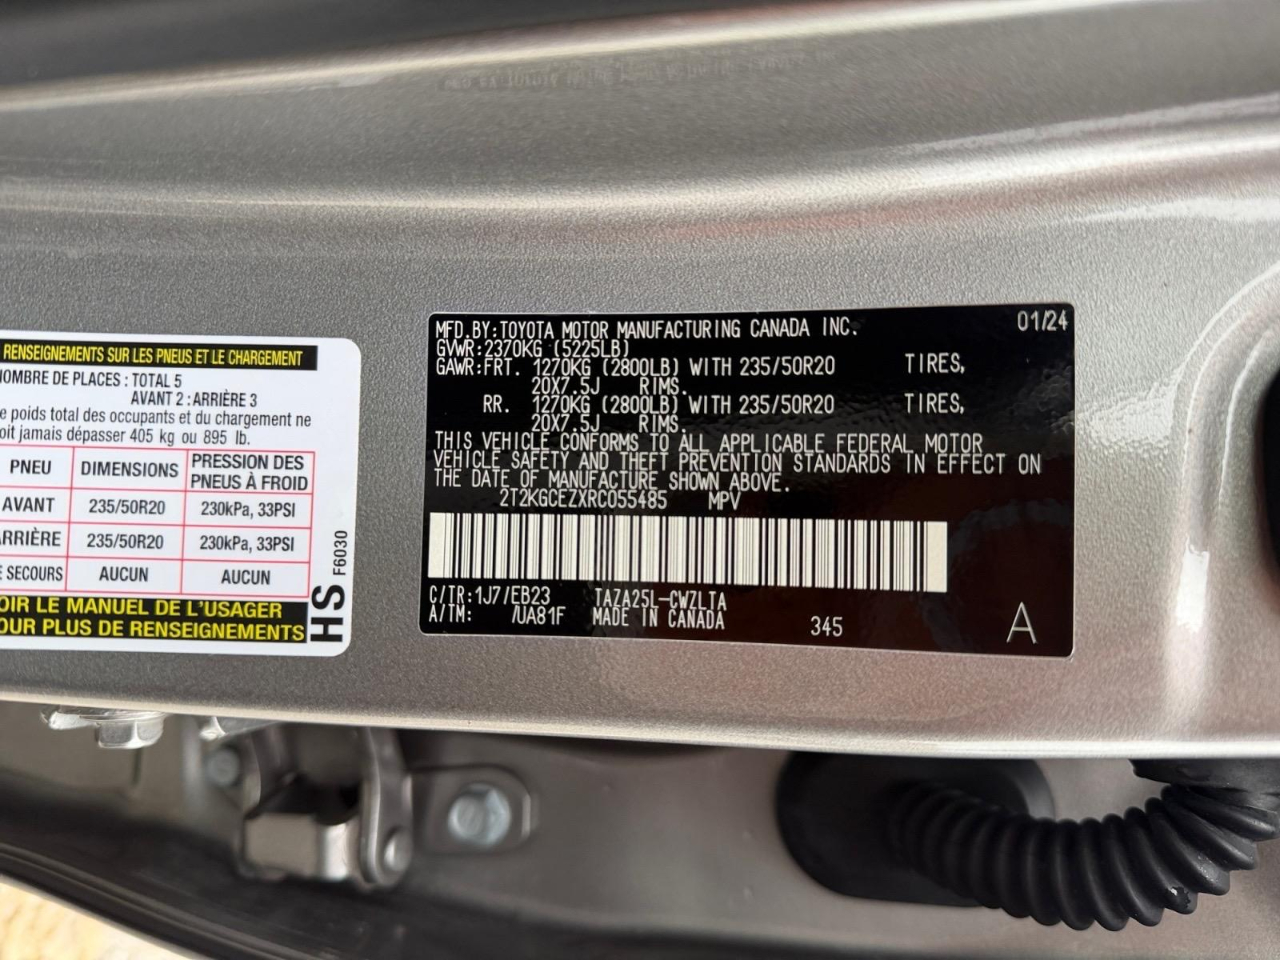 RENSEIGNEMENTS SUR LES PNEUS ET LE CHARGEMENT
NOMBRE DE PLACES : TOTAL 5
AVANT 2 : ARRIÈRE 3
e poids total des occupants et du chargement ne
oit jamais dépasser 405 kg ou 895 lb.
PNEU DIMENSIONS PRESSION DES PNEUS À FROID
AVANT 235/50R20 230kPa, 33PSI
ARRIÈRE 235/50R20 230kPa, 33PSI
E SECOURS AUCUN AUCUN
OIR LE MANUEL DE L'USAGER
OUR PLUS DE RENSEIGNEMENTS
HS F6030
MFD.BY:TOYOTA MOTOR MANUFACTURING CANADA INC. 01/24
GVWR:2370KG (5225LB)
GAWR:FRT. 1270KG (2800LB) WITH 235/50R20 TIRES,
20X7.5J RIMS.
RR. 1270KG (2800LB) WITH 235/50R20 TIRES,
20X7.5J RIMS.
THIS VEHICLE CONFORMS TO ALL APPLICABLE FEDERAL MOTOR
VEHICLE SAFETY AND THEFT PREVENTION STANDARDS IN EFFECT ON
THE DATE OF MANUFACTURE SHOWN ABOVE.
2T2KGCEZXRC055485 MPV
C/TR:1J7/EB23 TAZA25L-CWZLTA
A/TM: /UA81F MADE IN CANADA 345 A